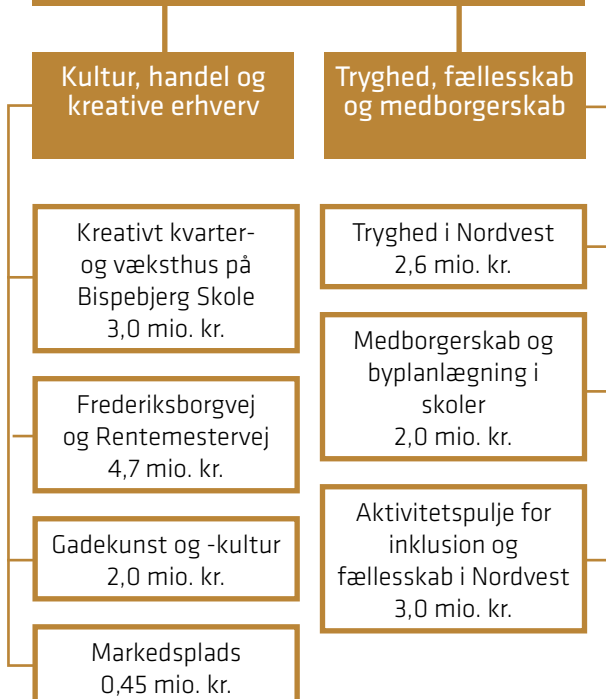 Kultur, handel og
kreative erhverv
Kreativt kvarter-
og væksthus på
Bispebjerg Skole
3,0 mio. kr.
Frederiksborgvej
og Rentemestervej
4,7 mio. kr.
Gadekunst og -kultur
2,0 mio. kr.
Markedsplads
0,45 mio. kr.
Tryghed, fællesskab
og medborgerskab
Tryghed i Nordvest
2,6 mio. kr.
Medborgerskab og
byplanlægning i
skoler
2,0 mio. kr.
Aktivitetspulje for
inklusion og
fællesskab i Nordvest
3,0 mio. kr.